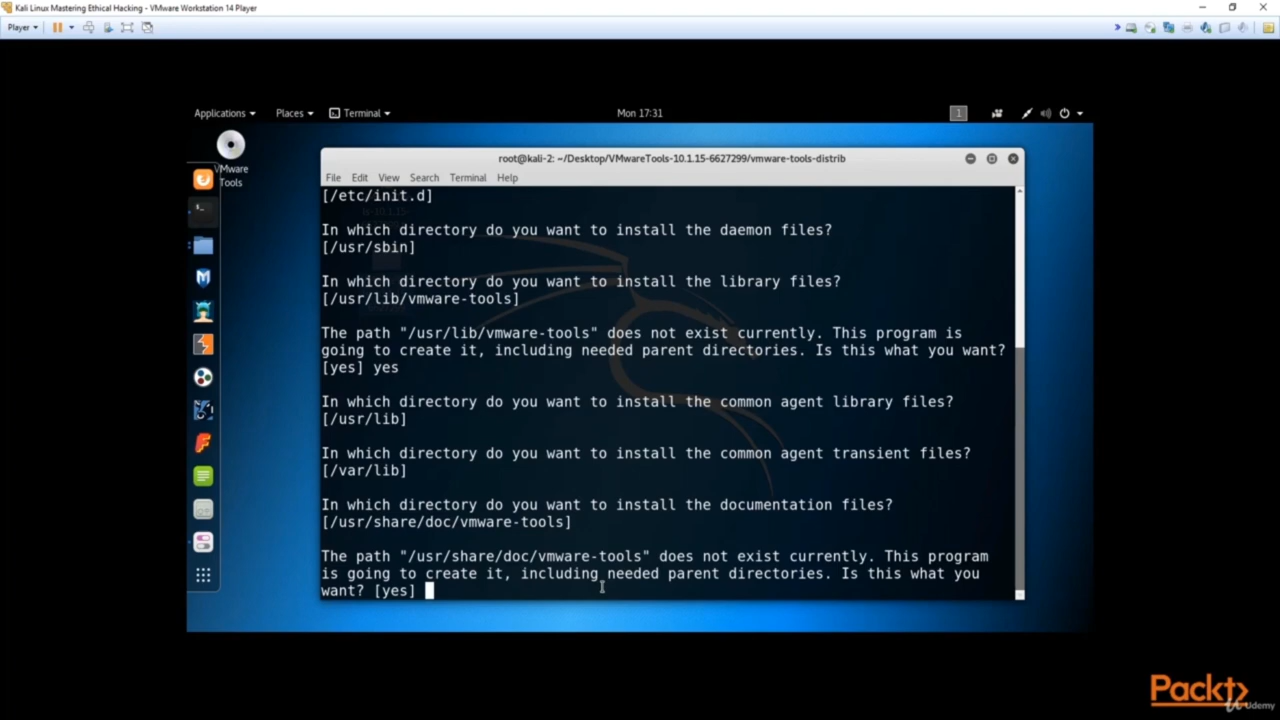 Kali Linux Mastering Ethical Hacking - VMware Workstation 14 Player
Player
Applications Places Terminal Mon 17:31 1
VMware
Tools
root@kali-2: ~/Desktop/VMwareTools-10.1.15-6627299/vmware-tools-distrib
File Edit View Search Terminal Help
[/etc/init.d]
In which directory do you want to install the daemon files?
[/usr/sbin]
In which directory do you want to install the library files?
[/usr/lib/vmware-tools]
The path "/usr/lib/vmware-tools" does not exist currently. This program is
going to create it, including needed parent directories. Is this what you want?
[yes] yes
In which directory do you want to install the common agent library files?
[/usr/lib]
In which directory do you want to install the common agent transient files?
[/var/lib]
In which directory do you want to install the documentation files?
[/usr/share/doc/vmware-tools]
The path "/usr/share/doc/vmware-tools" does not exist currently. This program
is going to create it, including needed parent directories. Is this what you
want? [yes]
Packt
Udemy